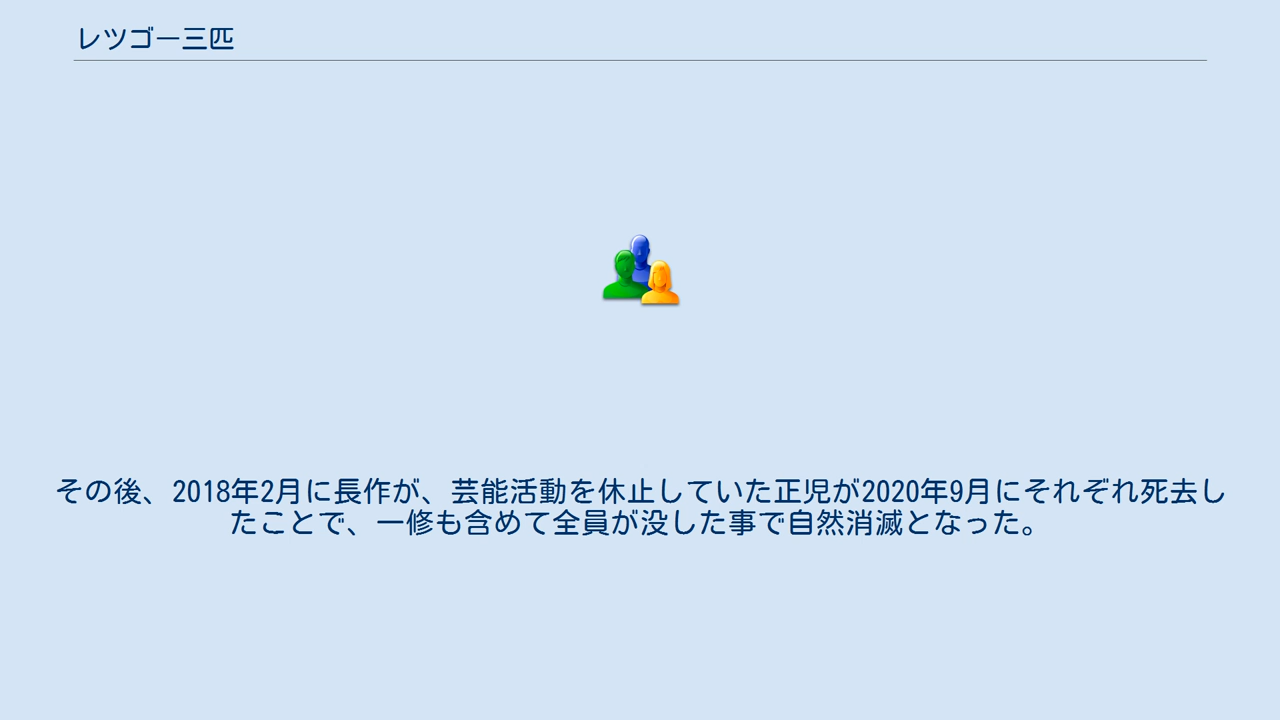 レツゴー三匹
その後、2018年2月に長作が、芸能活動を休止していた正児が2020年9月にそれぞれ死去し
たことで、一修も含めて全員が没した事で自然消滅となった。